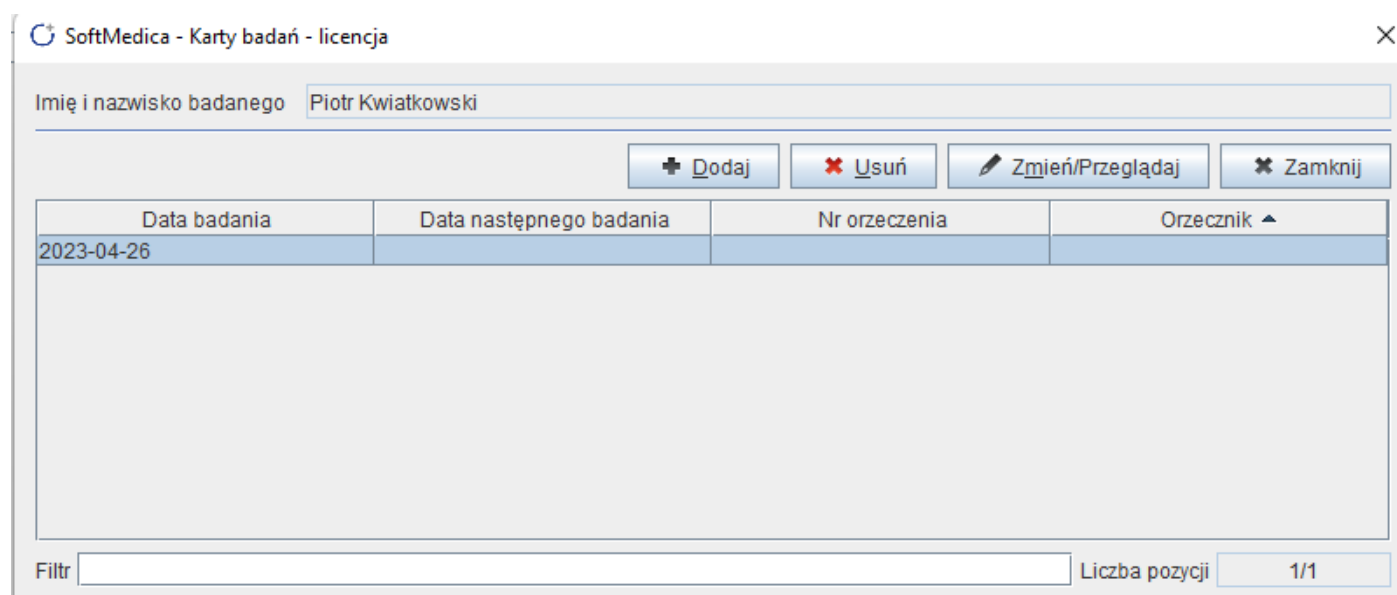 SoftMedica - Karty badań - licencja
Imię i nazwisko badanego Piotr Kwiatkowski
Dodaj Usuń Zmień/Przeglądaj Zamknij
Data badania Data następnego badania Nr orzeczenia Orzecznik
2023-04-26
Filtr Liczba pozycji 1/1